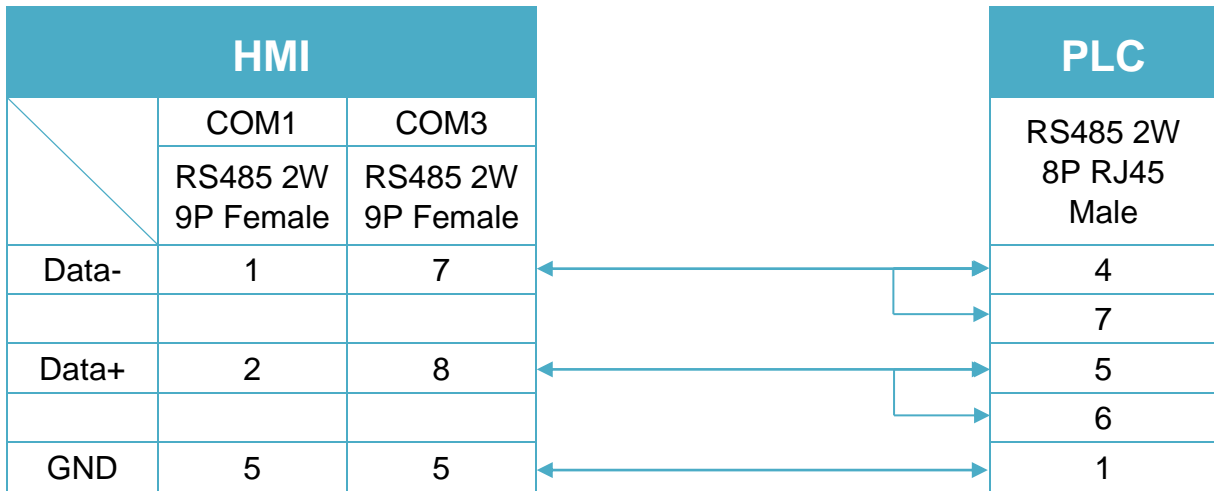 HMI
PLC
COM1 COM3
RS485 2W
9P Female
RS485 2W
9P Female
RS485 2W
8P RJ45
Male
Data- 1 7 4
7
Data+ 2 8 5
6
GND 5 5 1